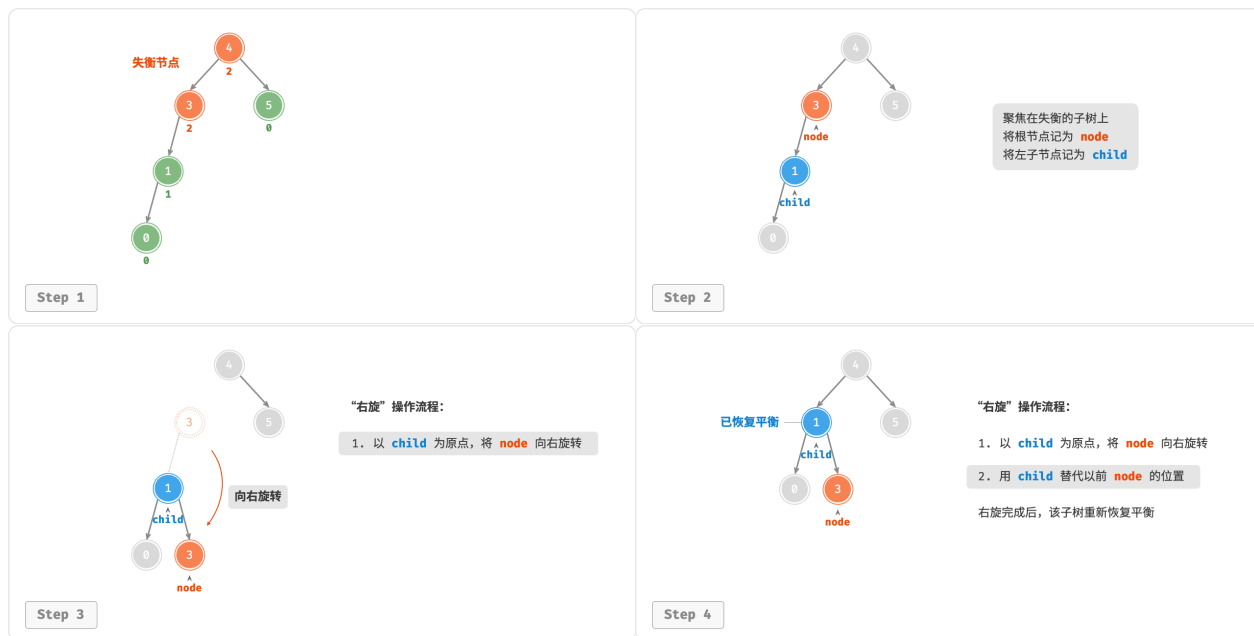 4
失衡节点
2
3
5
2
0
1
1
0
0
Step 1
4
3
5
node
1
child
0
聚焦在失衡的子树上
将根节点记为 node
将左子节点记为 child
Step 2
4
3
5
1
child
向右旋转
0
3
node
“右旋”操作流程：
1. 以 child 为原点，将 node 向右旋转
Step 3
4
已恢复平衡
1
5
child
0
3
node
“右旋”操作流程：
1. 以 child 为原点，将 node 向右旋转
2. 用 child 替代以前 node 的位置
右旋完成后，该子树重新恢复平衡
Step 4